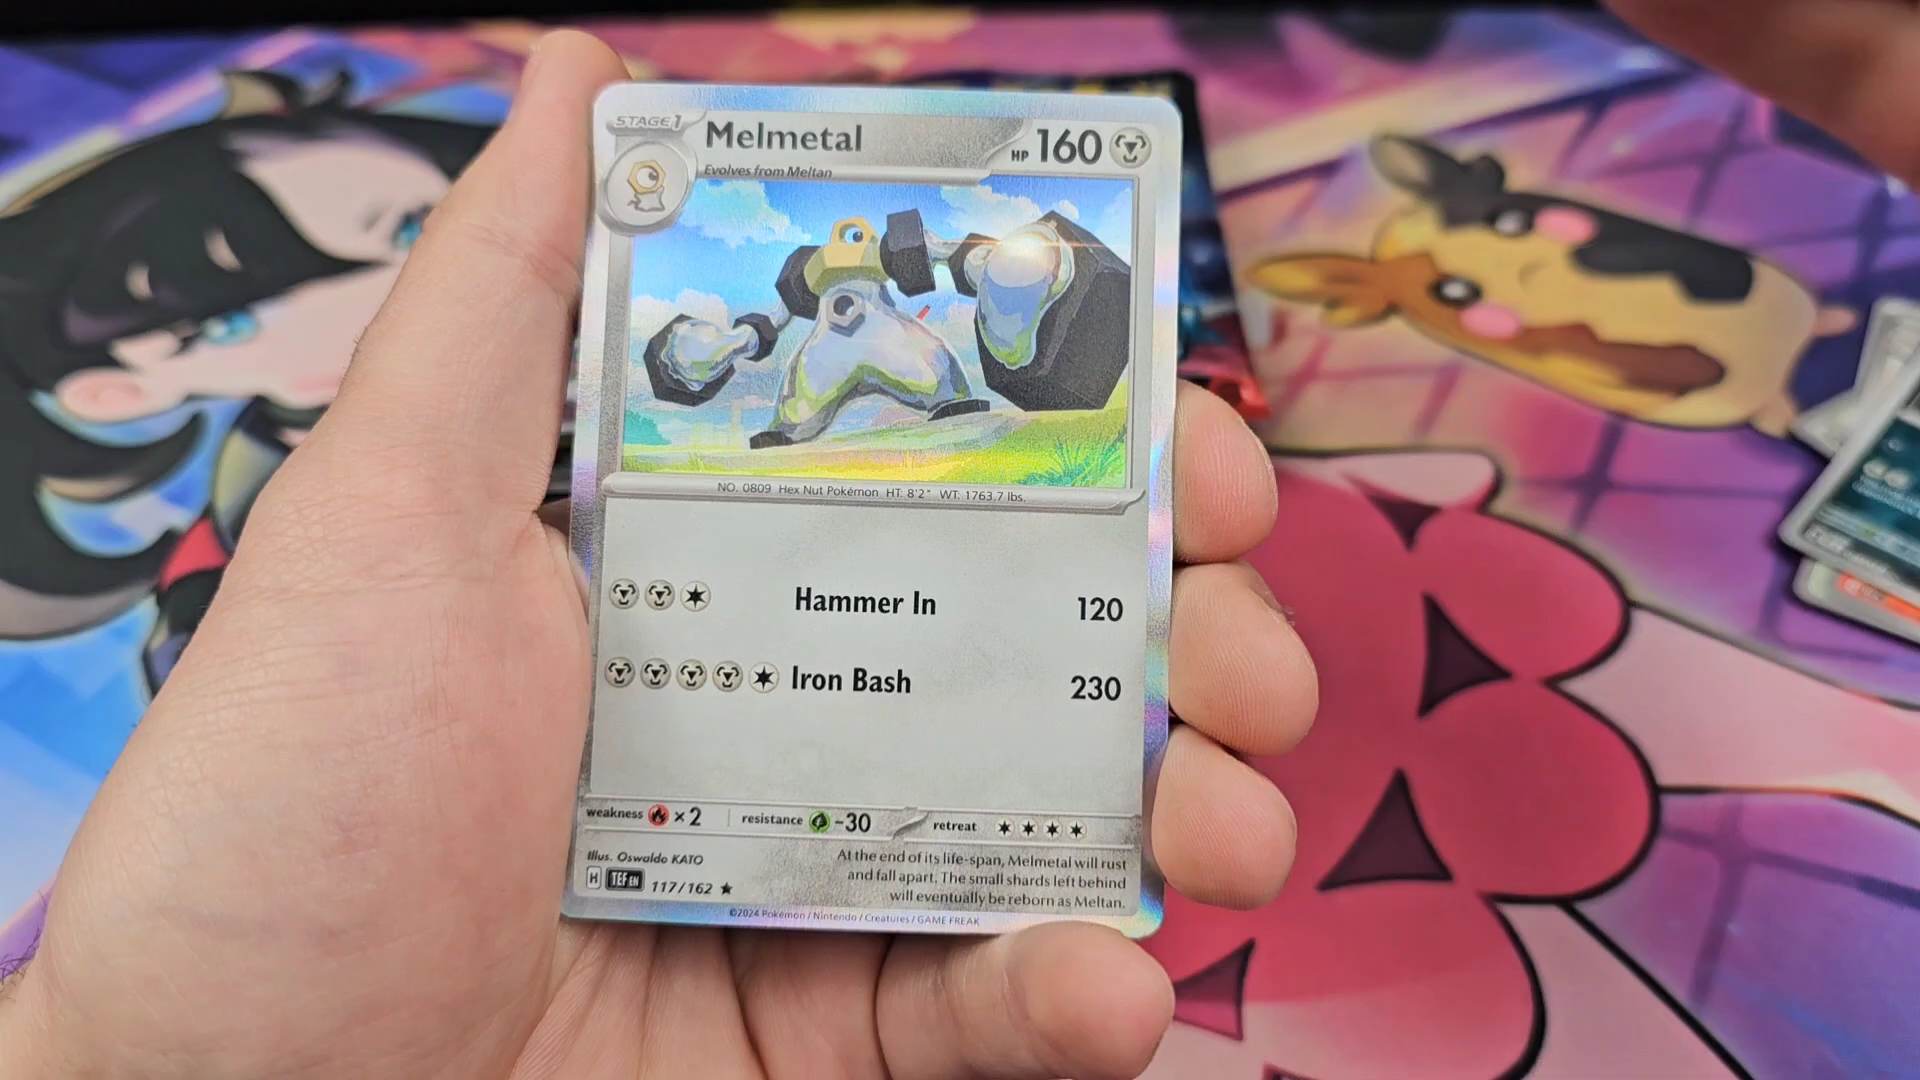 STAGE 1
Melmetal
HP 160
Evolves from Meltan
NO. 0809 Hex Nut Pokémon HT: 8'2" WT: 1763.7 lbs.
Hammer In 120
Iron Bash 230
weakness ×2 resistance -30 retreat
Illus. Oswaldo KATO
At the end of its life-span, Melmetal will rust
and fall apart. The small shards left behind
will eventually be reborn as Meltan.
H TEF EN 117/162 ★
©2024 Pokémon / Nintendo / Creatures / GAME FREAK